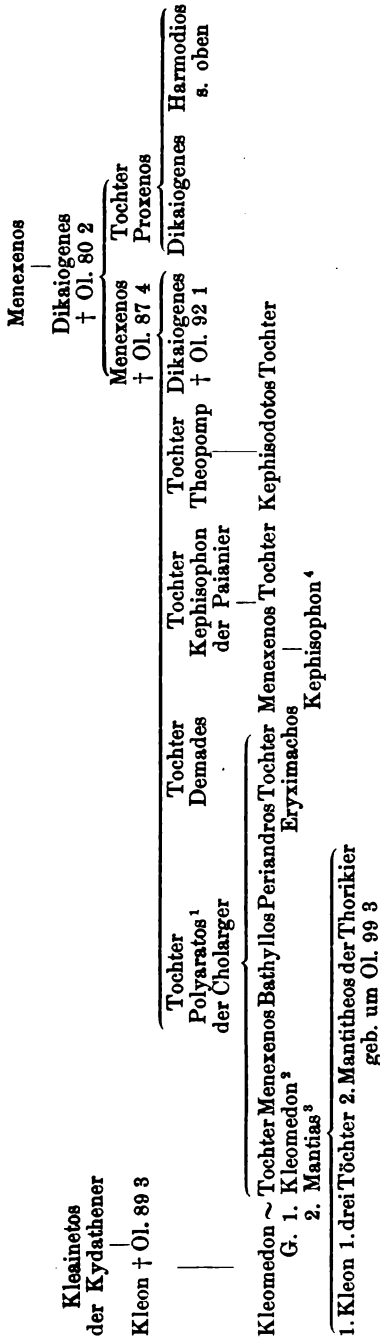 Menexenos
Dikaiogenes
† Ol. 80 2
Menexenos
† Ol. 87 4
Tochter
Proxenos
Dikaiogenes
† Ol. 92 1
Dikaiogenes
Harmodios
s. oben
Tochter
Polyaratos¹
der Cholarger
Tochter
Demades
Tochter
Kephisophon
der Paianier
Tochter
Theopomp
Kleainetos
der Kydathener
Kleon † Ol. 89 3
Kleomedon ~ Tochter Menexenos Bathyllos Periandros Tochter Menexenos Tochter Kephisodotos Tochter
G. 1. Kleomedon²
2. Mantias³
Eryximachos
Kephisophon⁴
1. Kleon 1. drei Töchter 2. Mantitheos der Thorikier
geb. um Ol. 99 3